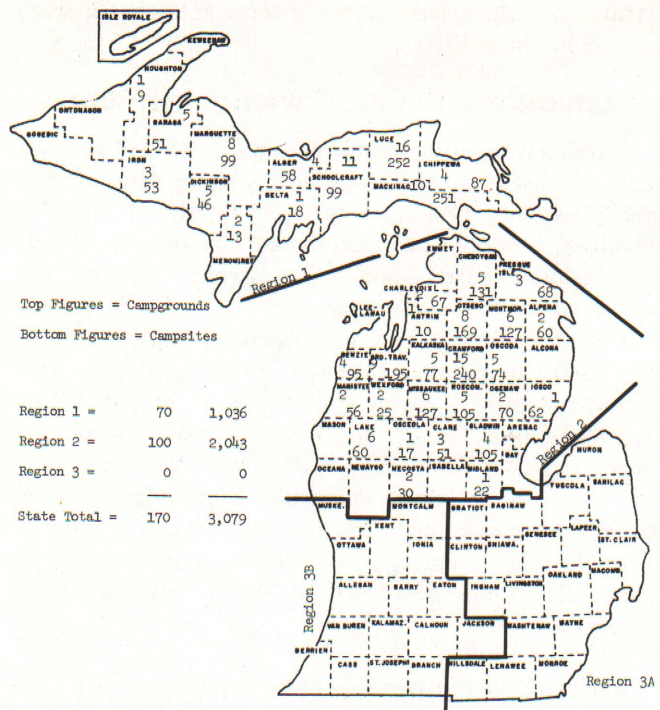 ISLE ROYALE
KEWEENAW
HOUGHTON
1
9
ONTONAGON
BARAGA
5
51
GOGEBIC
MARQUETTE
8
99
IRON
3
53
DICKINSON
5
46
MENOMINEE
2
13
ALGER
4
58
DELTA
1
18
SCHOOLCRAFT
11
99
LUCE
16
252
MACKINAC
10
251
CHIPPEWA
4
87
Region 1
Top Figures = Campgrounds
Bottom Figures = Campsites
Region 1 = 70 1,036
Region 2 = 100 2,043
Region 3 = 0 0
State Total = 170 3,079
EMMET
CHEBOYGAN
5
131
PRESQUE ISLE
3
68
CHARLEVOIX
67
LEE-
LANAU
ANTRIM
1
10
OTSEGO
8
169
MONTMOR.
6
127
ALPENA
2
60
BENZIE
4
95
GRD. TRAV.
9
195
KALKASKA
5
77
CRAWFORD
15
240
OSCODA
5
74
ALCONA
MANISTEE
2
56
WEXFORD
2
25
MISSAUKEE
6
127
ROSCOM.
5
105
OGEMAW
2
70
IOSCO
1
62
MASON
LAKE
6
60
OSCEOLA
1
17
CLARE
3
51
GLADWIN
4
105
ARENAC
BAY
Region 2
OCEANA
NEWAYGO
MECOSTA
2
30
ISABELLA
MIDLAND
1
22
HURON
TUSCOLA
SANILAC
MUSKE.
MONTCALM
GRATIOT
SAGINAW
KENT
OTTAWA
IONIA
CLINTON
SHIAWA.
GENESEE
LAPEER
ST. CLAIR
Region 3B
ALLEGAN
BARRY
EATON
INGHAM
LIVINGSTON
OAKLAND
MACOMB
VAN BUREN
KALAMAZ.
CALHOUN
JACKSON
WASHTENAW
WAYNE
BERRIEN
CASS
ST. JOSEPH
BRANCH
HILLSDALE
LENAWEE
MONROE
Region 3A